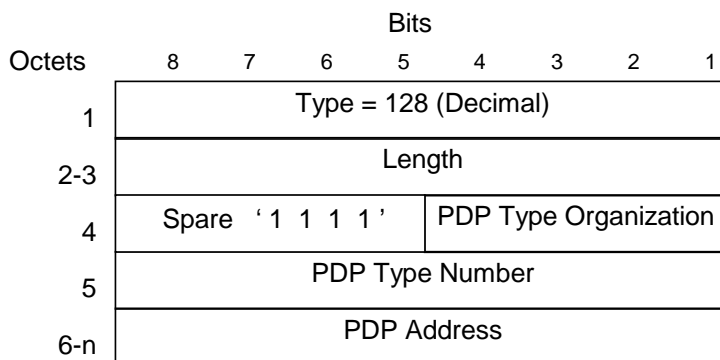 Bits
Octets 8 7 6 5 4 3 2 1
1 Type = 128 (Decimal)
2-3 Length
4 Spare ‘ 1 1 1 1 ’ PDP Type Organization
5 PDP Type Number
6-n PDP Address